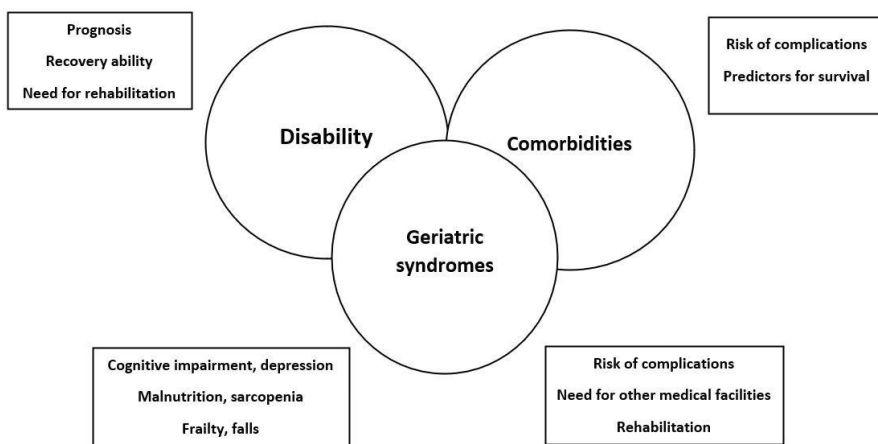 Prognosis
Recovery ability
Need for rehabilitation
Risk of complications
Predictors for survival
Disability
Comorbidities
Geriatric
syndromes
Cognitive impairment, depression
Malnutrition, sarcopenia
Frailty, falls
Risk of complications
Need for other medical facilities
Rehabilitation